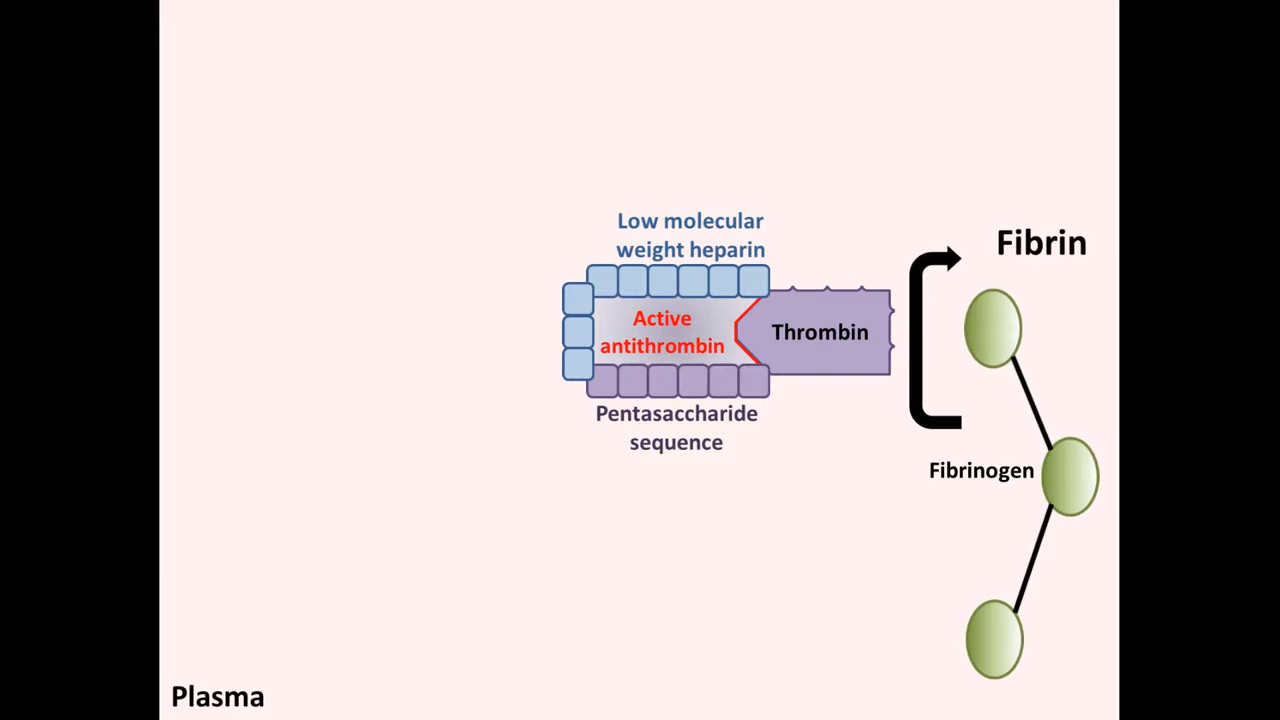 Low molecular
weight heparin
Fibrin
Active
antithrombin
Thrombin
Pentasaccharide
sequence
Fibrinogen
Plasma